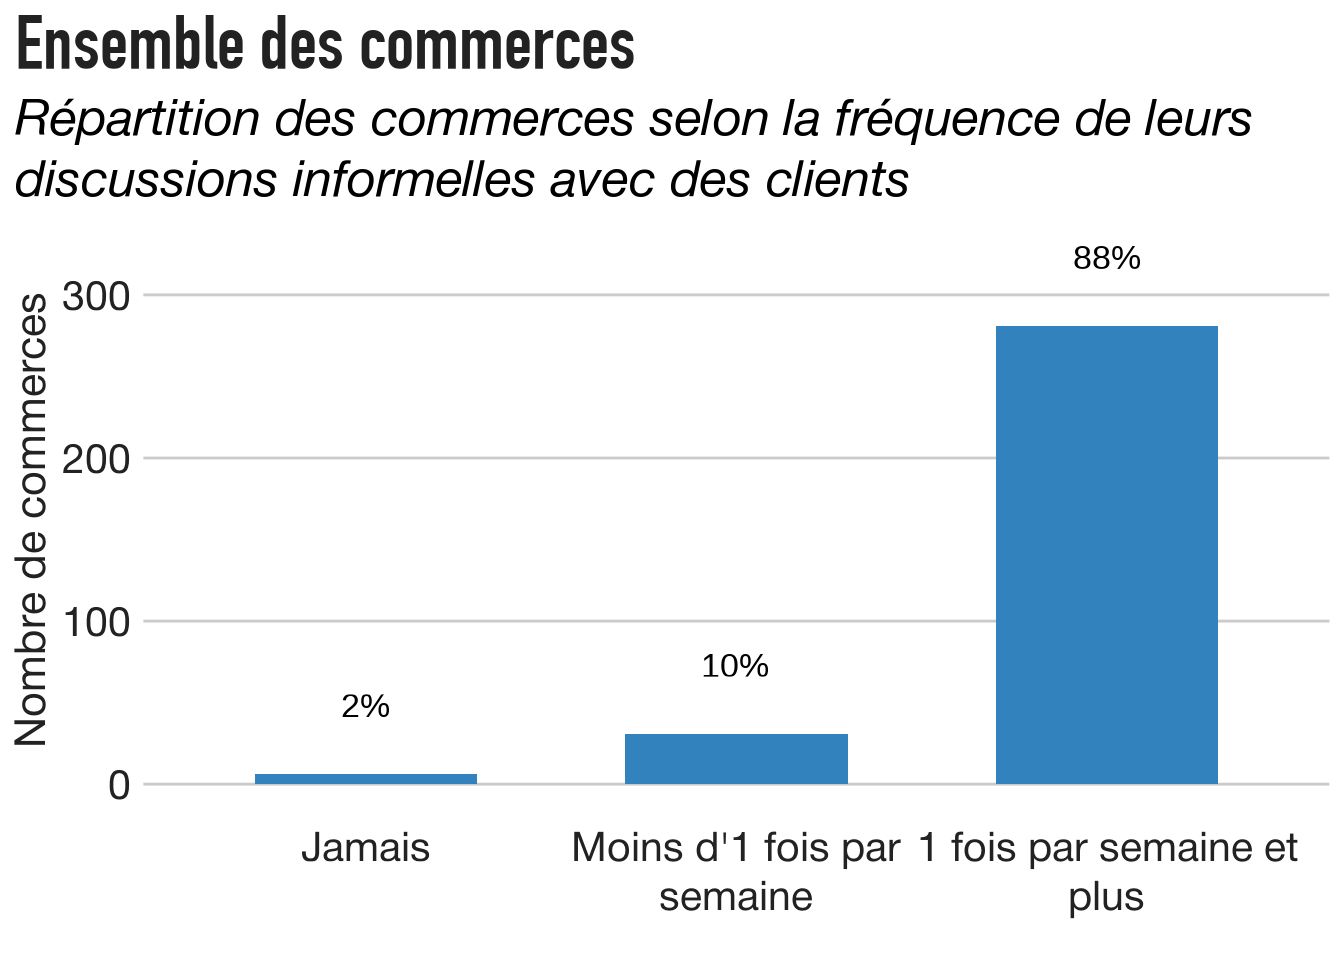 Ensemble des commerces
Répartition des commerces selon la fréquence de leurs
discussions informelles avec des clients
88%
300
200
100
0
Nombre de commerces
10%
2%
Jamais
Moins d'1 fois par
semaine
1 fois par semaine et
plus